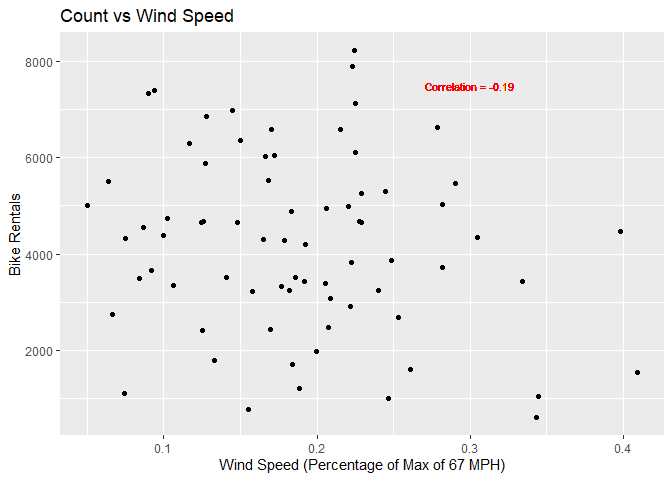 Count vs Wind Speed
8000
6000
4000
2000
Bike Rentals
Correlation = -0.19
0.1 0.2 0.3 0.4
Wind Speed (Percentage of Max of 67 MPH)